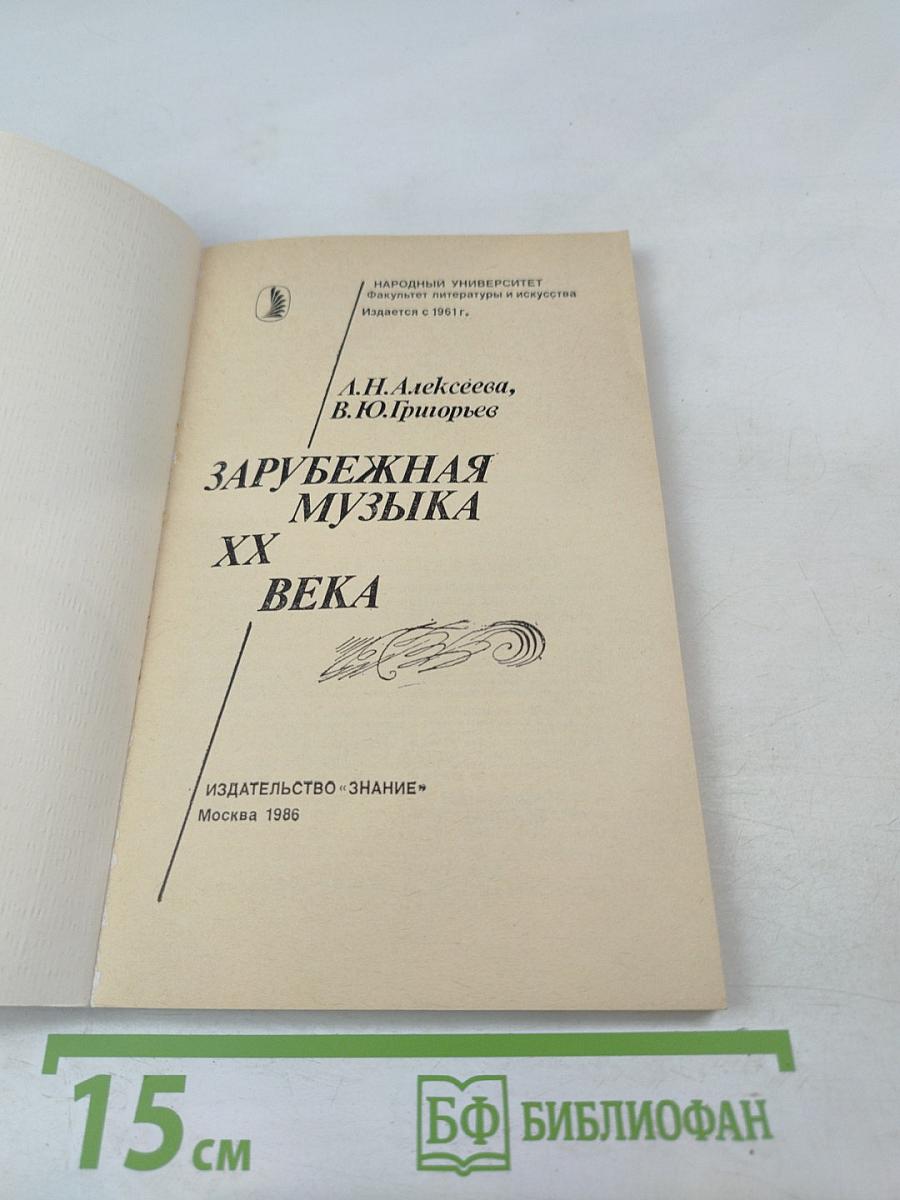 НАРОДНЫЙ УНИВЕРСИТЕТ
Факультет литературы и искусства
Издается с 1961 г.
Л.Н.Алексеева,
В.Ю.Григорьев
ЗАРУБЕЖНАЯ
МУЗЫКА
XX
ВЕКА
ИЗДАТЕЛЬСТВО «ЗНАНИЕ»
Москва 1986
15 см
БФ БИБЛИОФАН